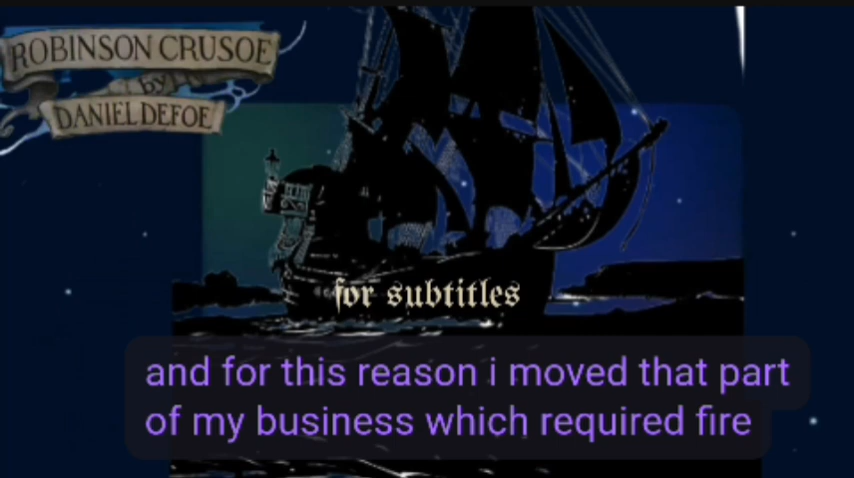 ROBINSON CRUSOE
by
DANIEL DEFOE
for subtitles
and for this reason i moved that part
of my business which required fire